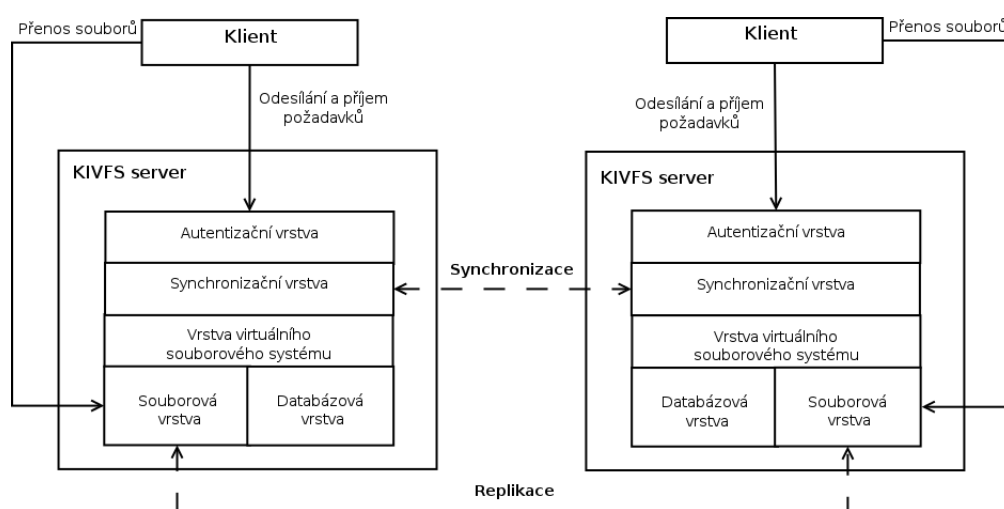 Přenos souborů
Klient
Odesílání a příjem
požadavků
KIVFS server
Autentizační vrstva
Synchronizační vrstva
Vrstva virtuálního
souborového systému
Souborová
vrstva
Databázová
vrstva
Synchronizace
Replikace
Klient
Přenos souborů
Odesílání a příjem
požadavků
KIVFS server
Autentizační vrstva
Synchronizační vrstva
Vrstva virtuálního
souborového systému
Databázová
vrstva
Souborová
vrstva